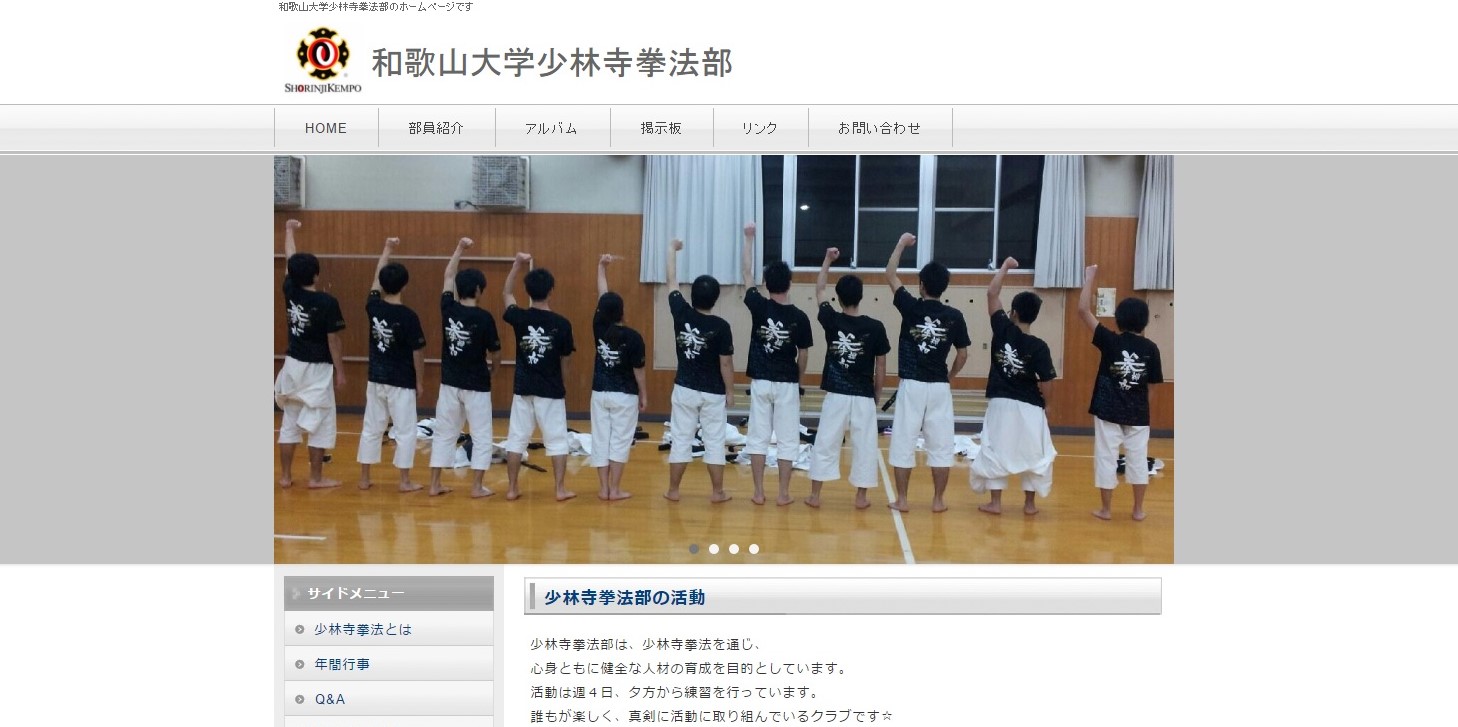 和歌山大学少林寺拳法部のホームページです
SHORINJIKEMPO
和歌山大学少林寺拳法部
HOME
部員紹介
アルバム
掲示板
リンク
お問い合わせ
サイドメニュー
少林寺拳法とは
年間行事
Q&A
少林寺拳法部の活動
少林寺拳法部は、少林寺拳法を通じ、
心身ともに健全な人材の育成を目的としています。
活動は週４日、夕方から練習を行っています。
誰もが楽しく、真剣に活動に取り組んでいるクラブです☆